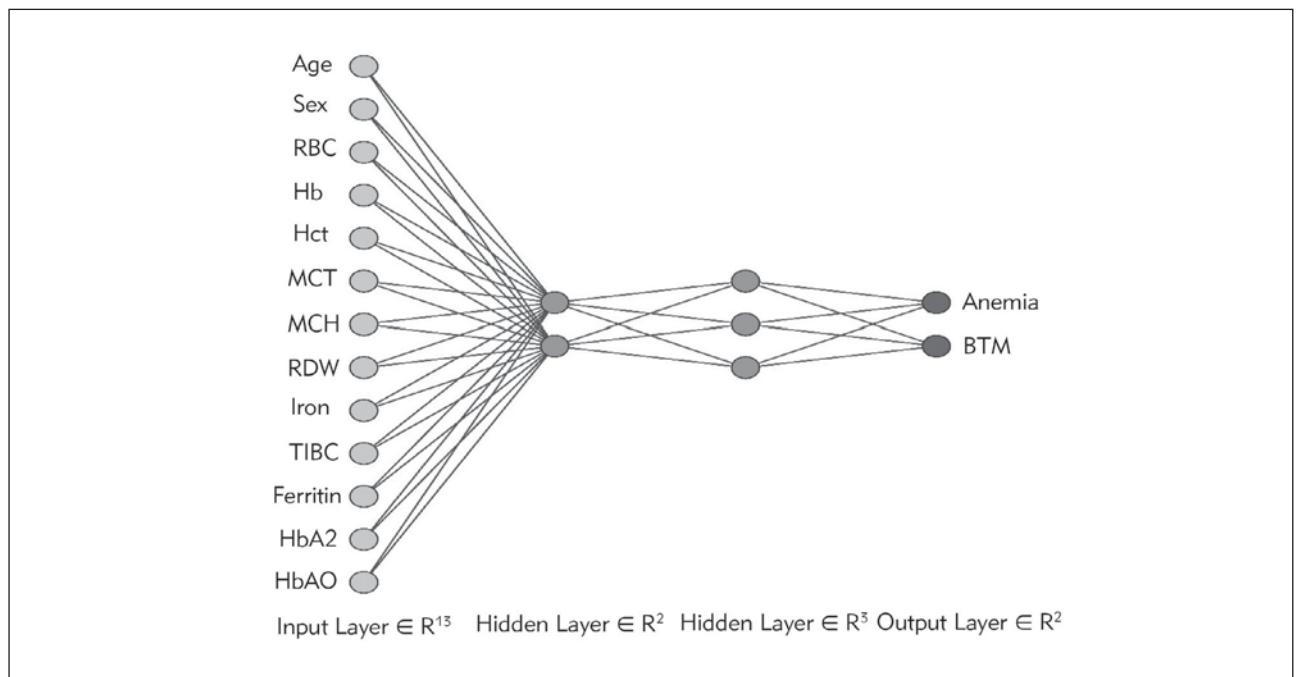 Age
Sex
RBC
Hb
Hct
MCT
MCH
RDW
Iron
TIBC
Ferritin
HbA2
HbAO
Anemia
BTM
Input Layer ∈ R¹³ Hidden Layer ∈ R² Hidden Layer ∈ R³ Output Layer ∈ R²